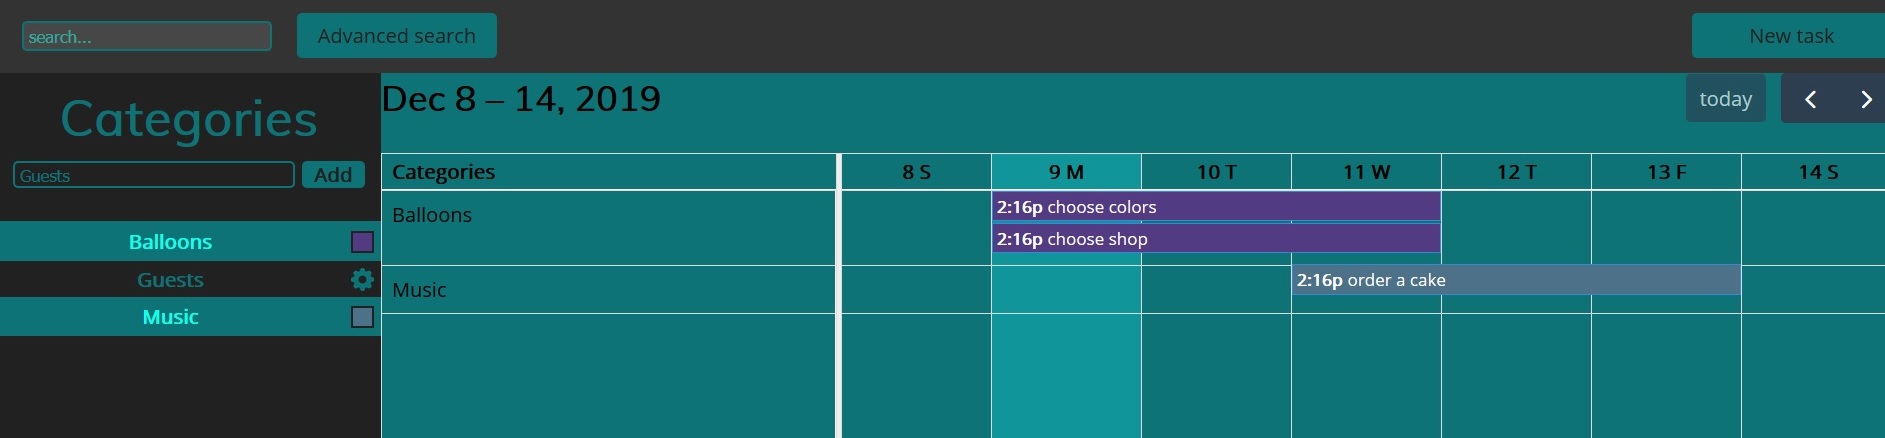 search...
Advanced search
New task
Categories
Guests
Add
Balloons
Guests
Music
Dec 8 – 14, 2019
today
Categories
8 S
9 M
10 T
11 W
12 T
13 F
14 S
Balloons
2:16p choose colors
2:16p choose shop
Music
2:16p order a cake